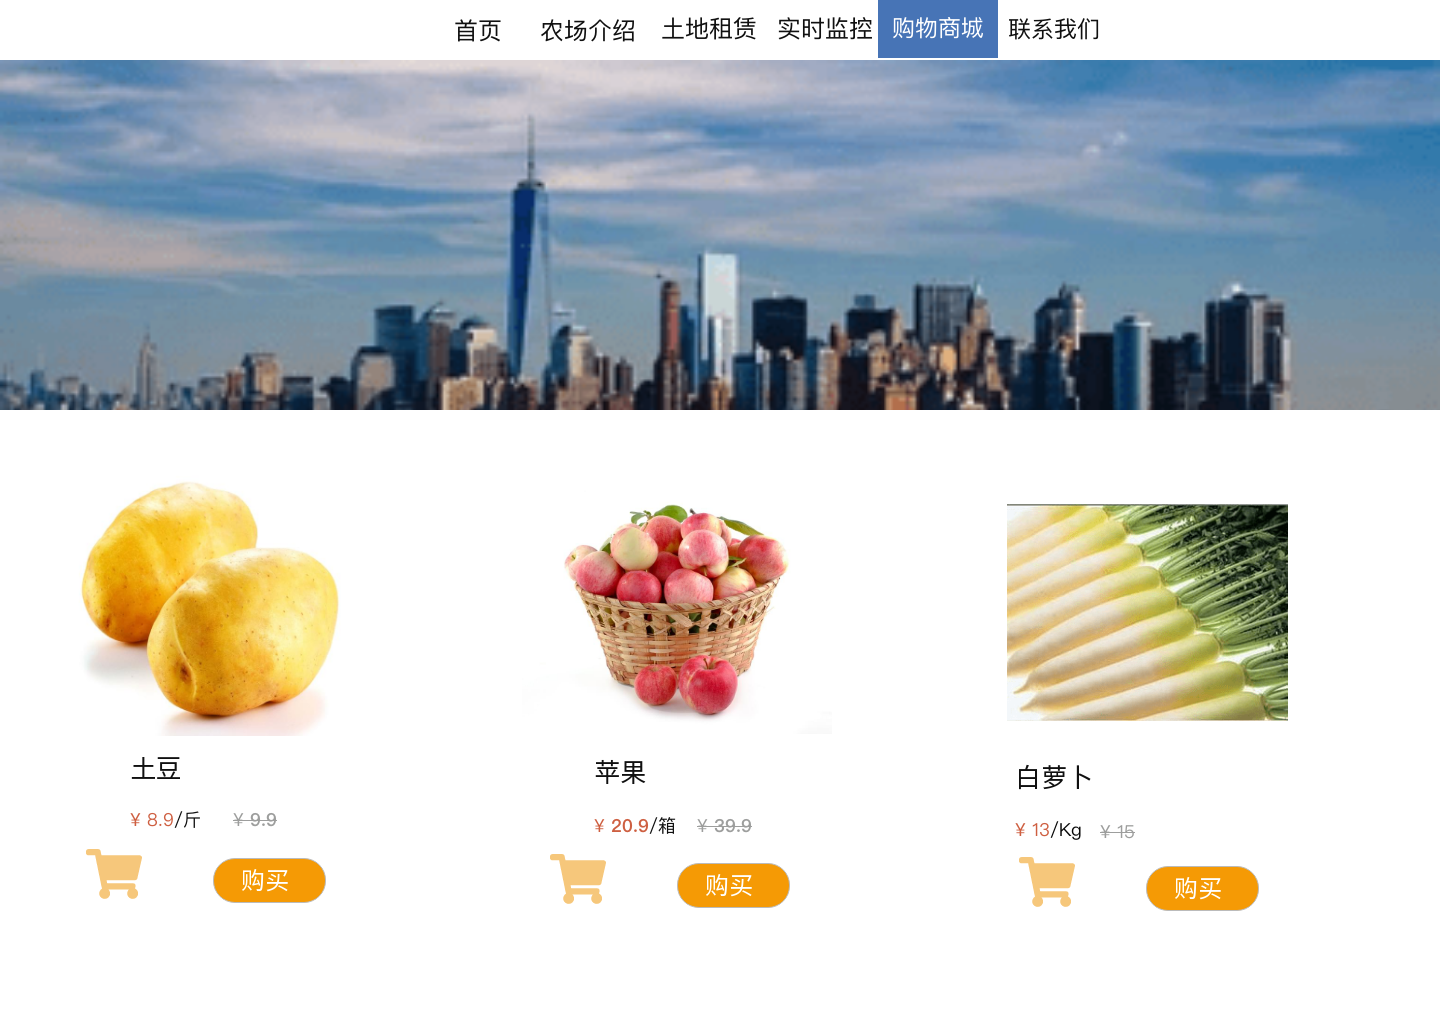 首页 农场介绍 土地租赁 实时监控 购物商城 联系我们
土豆
¥ 8.9/斤 ¥ 9.9
购买
苹果
¥ 20.9/箱 ¥ 39.9
购买
白萝卜
¥ 13/Kg ¥ 15
购买